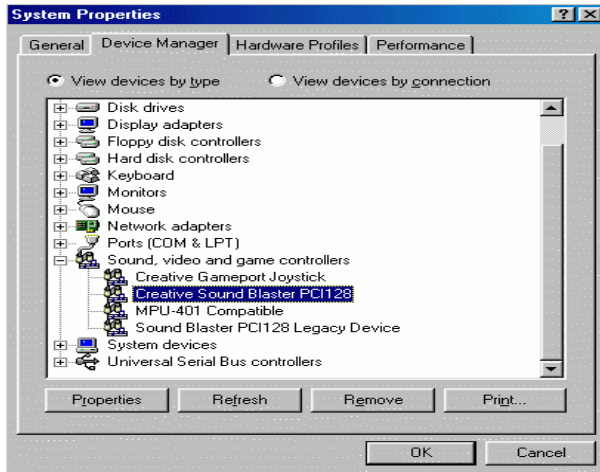 System Properties
General Device Manager Hardware Profiles Performance
View devices by type View devices by connection
Disk drives
Display adapters
Floppy disk controllers
Hard disk controllers
Keyboard
Monitors
Mouse
Network adapters
Ports (COM & LPT)
Sound, video and game controllers
Creative Gameport Joystick
Creative Sound Blaster PCI128
MPU-401 Compatible
Sound Blaster PCI128 Legacy Device
System devices
Universal Serial Bus controllers
Properties Refresh Remove Print...
OK Cancel